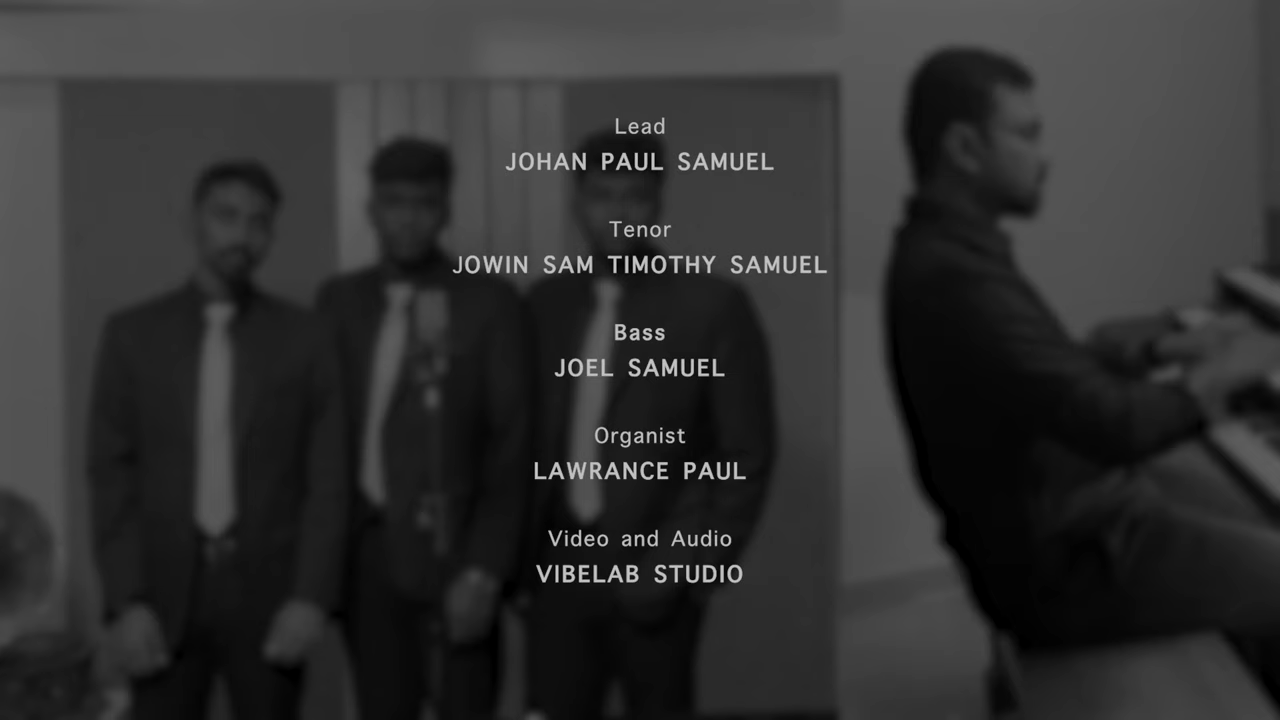 Lead
JOHAN PAUL SAMUEL
Tenor
JOWIN SAM TIMOTHY SAMUEL
Bass
JOEL SAMUEL
Organist
LAWRANCE PAUL
Video and Audio
VIBELAB STUDIO